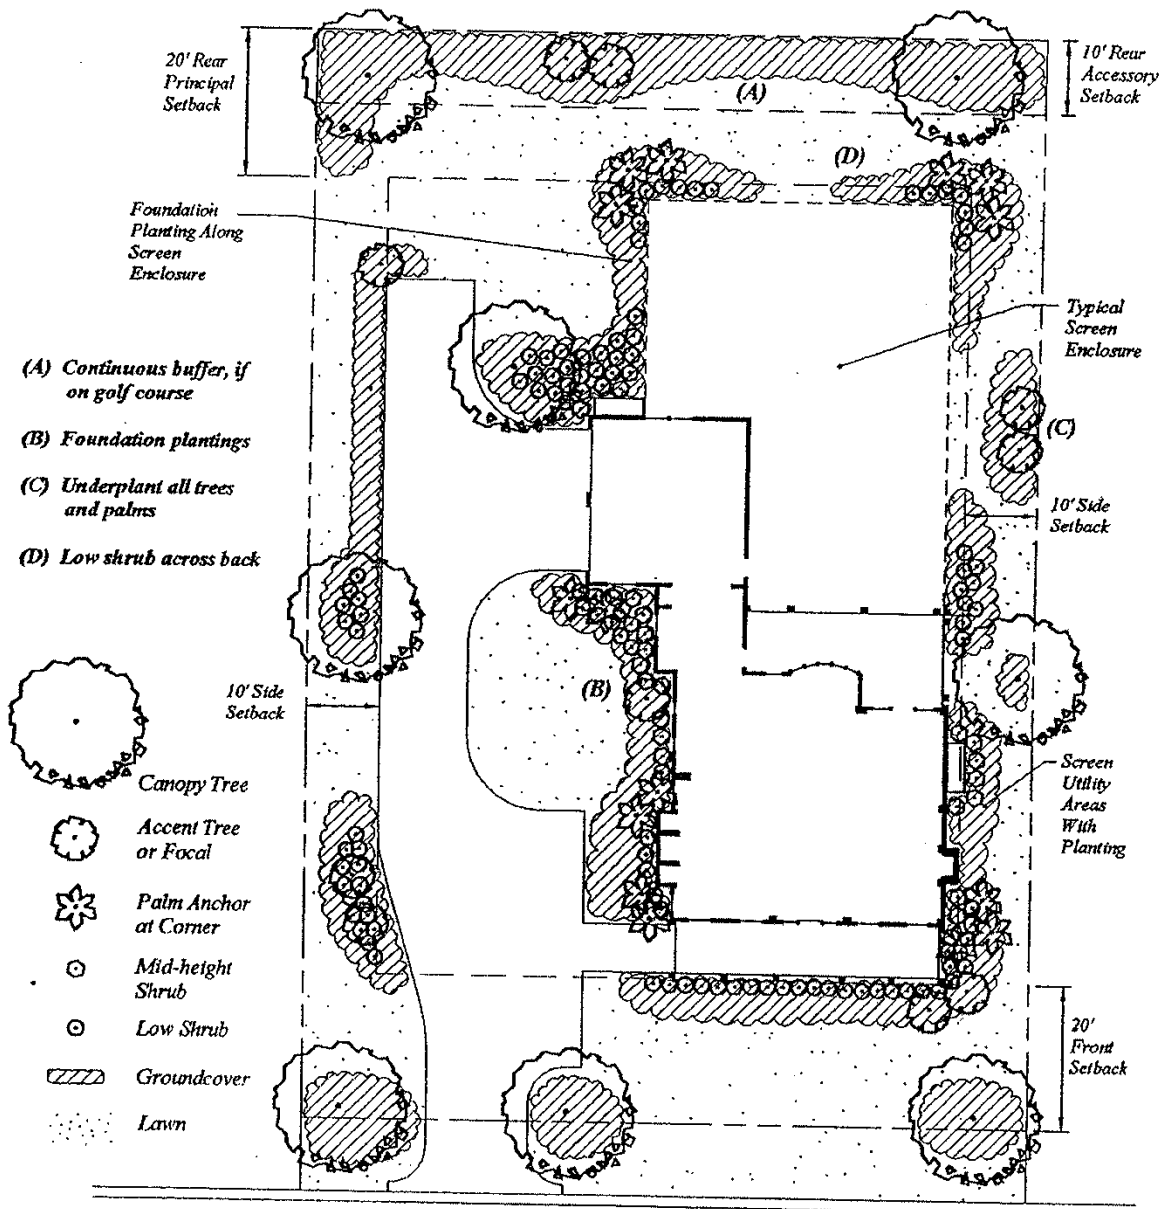 20' Rear
Principal
Setback
10' Rear
Accessory
Setback
(A)
(D)
Foundation
Planting Along
Screen
Enclosure
Typical
Screen
Enclosure
(A) Continuous buffer, if
on golf course
(B) Foundation plantings
(C) Underplant all trees
and palms
(D) Low shrub across back
(C)
10' Side
Setback
10' Side
Setback
(B)
Screen
Utility
Areas
With
Planting
Canopy Tree
Accent Tree
or Focal
Palm Anchor
at Corner
Mid-height
Shrub
Low Shrub
Groundcover
Lawn
20'
Front
Setback